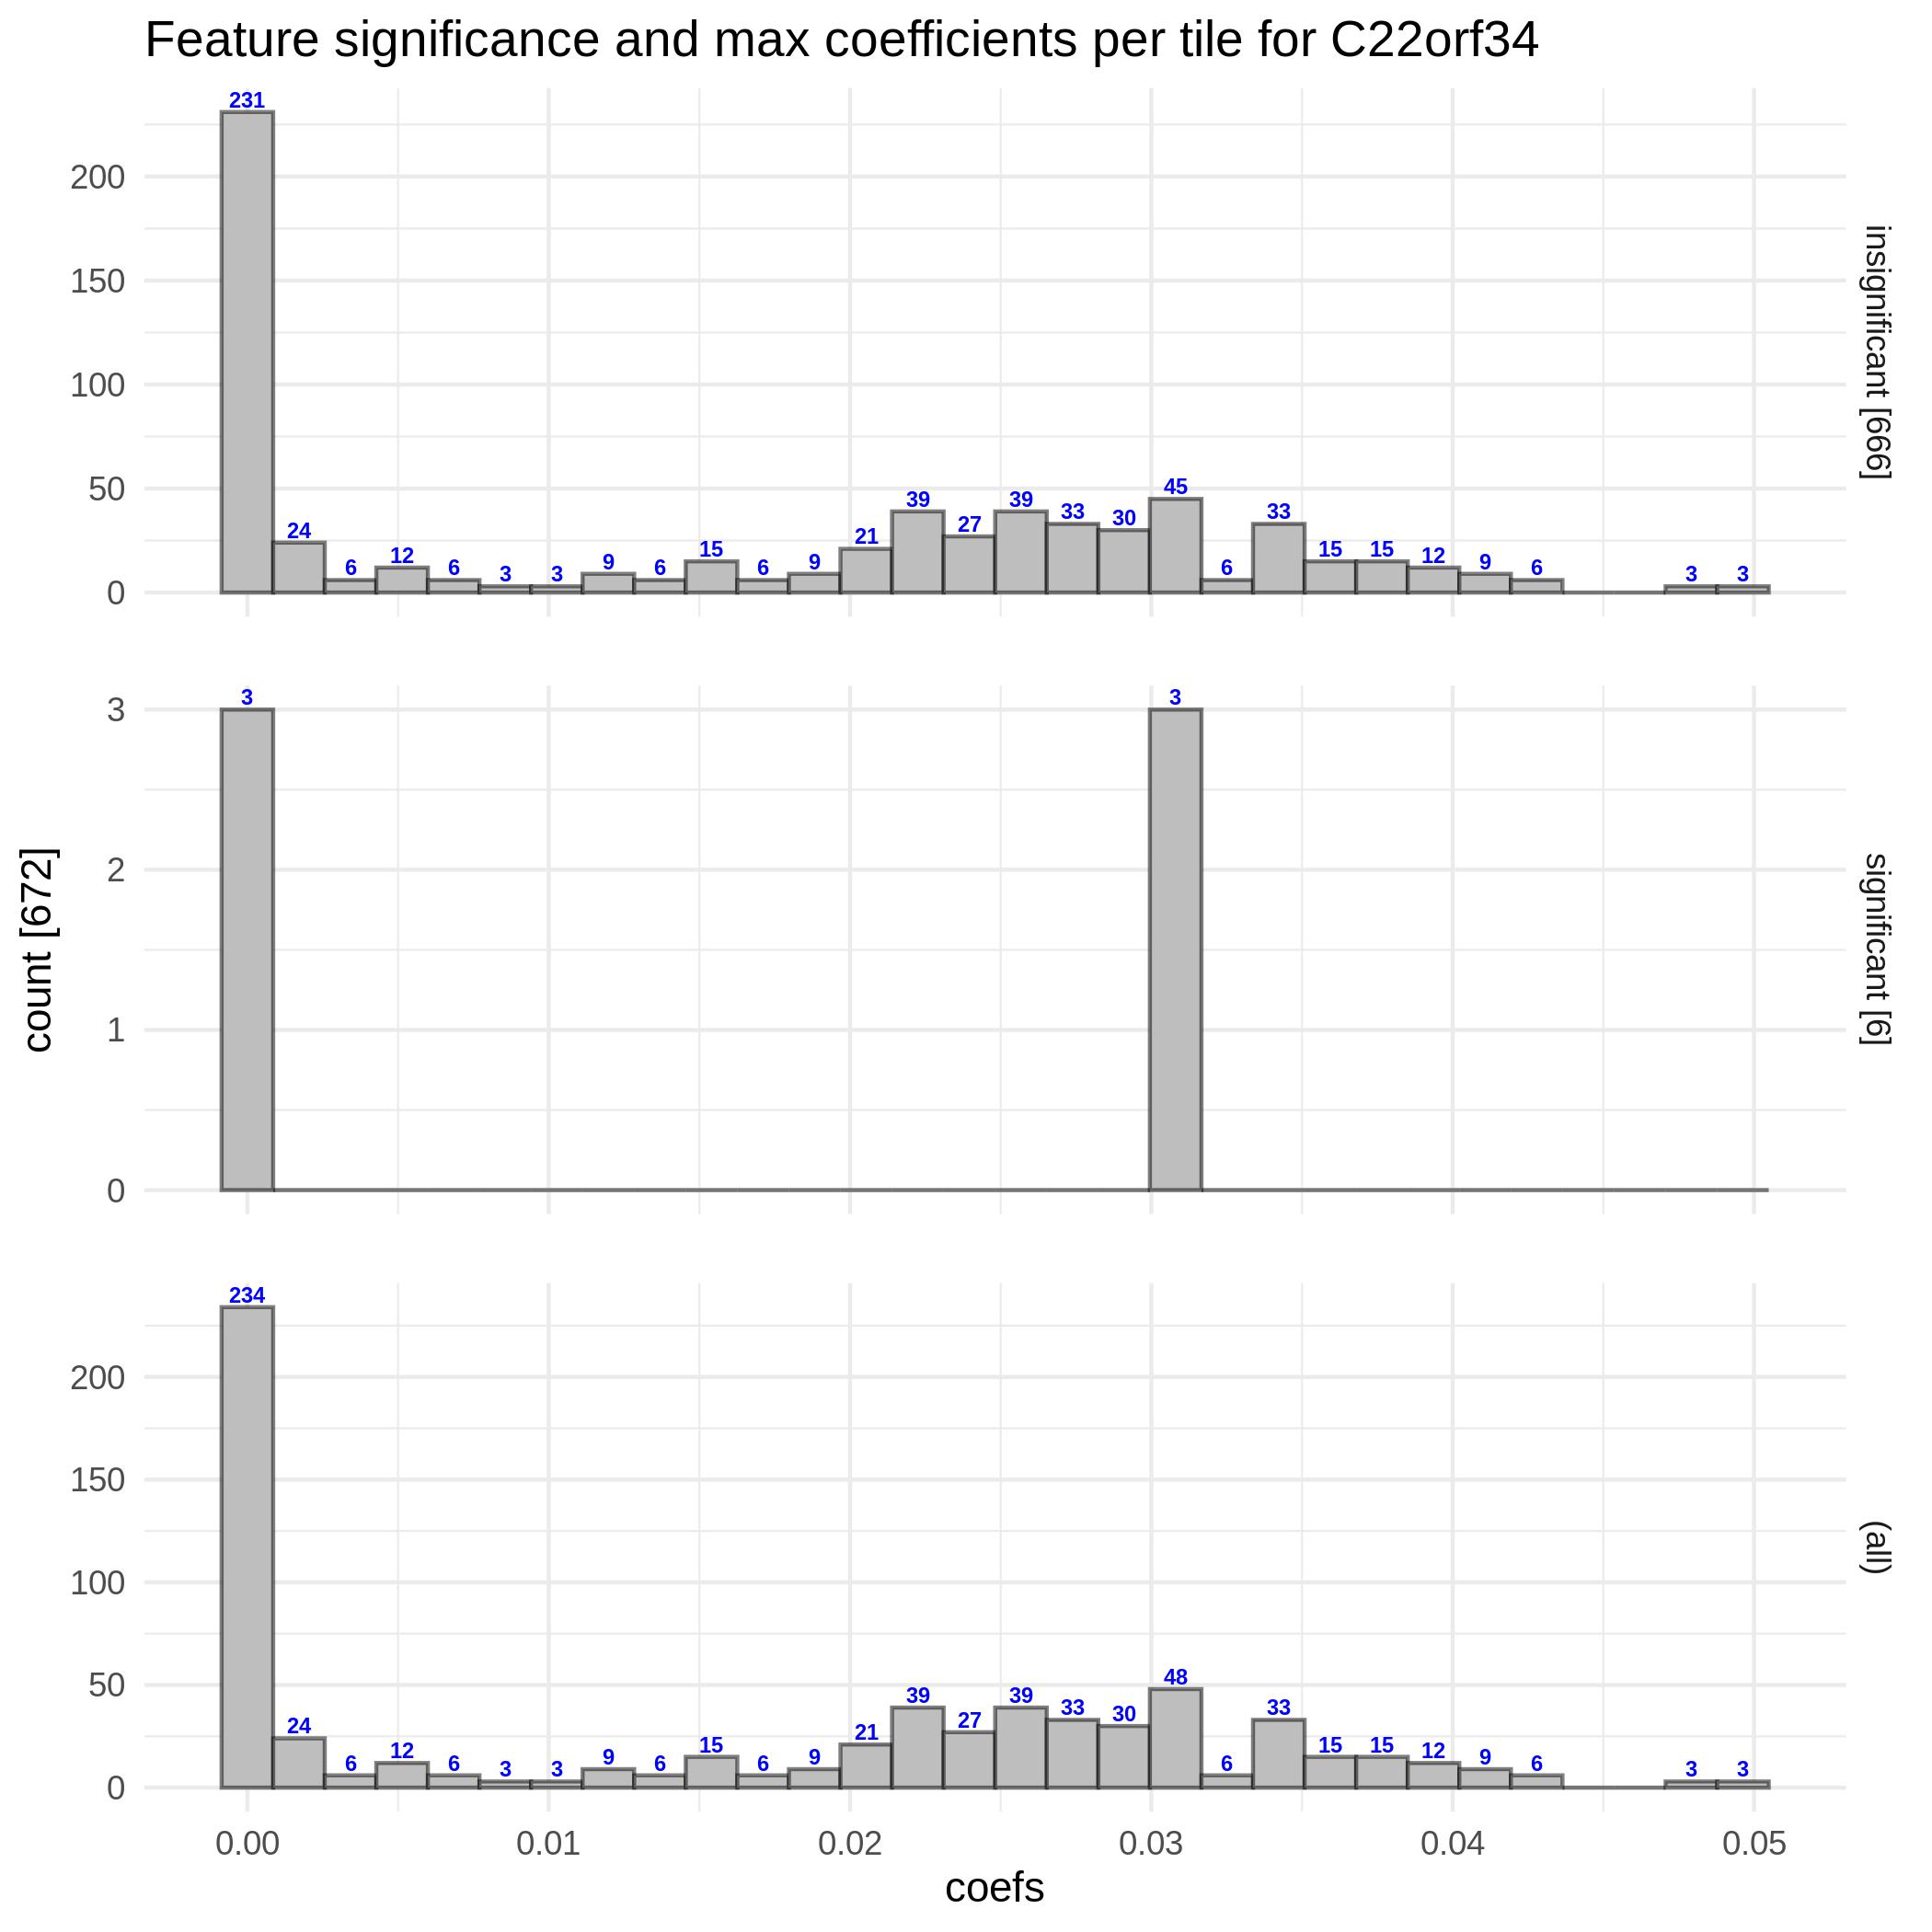 Feature significance and max coefficients per tile for C22orf34
count [672]
231
200
150
100
50
0
24 6 12 6 3 3 9 6 15 6 9 21 39 27 39 33 30 45 6 33 15 15 12 9 6 3 3
insignificant [666]
3 3
3
2
1
0
significant [6]
234
200
150
100
50
0
24 6 12 6 3 3 9 6 15 6 9 21 39 27 39 33 30 48 6 33 15 15 12 9 6 3 3
(all)
0.00 0.01 0.02 0.03 0.04 0.05
coefs